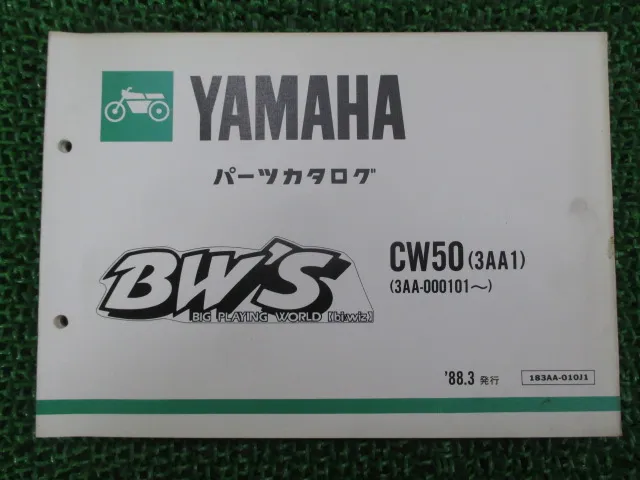 YAMAHA
パーツカタログ
BW'S
BIG PLAYING WORLD【bi:wiz】
CW50 (3AA1)
(3AA-000101〜)
'88.3 発行
183AA-010J1